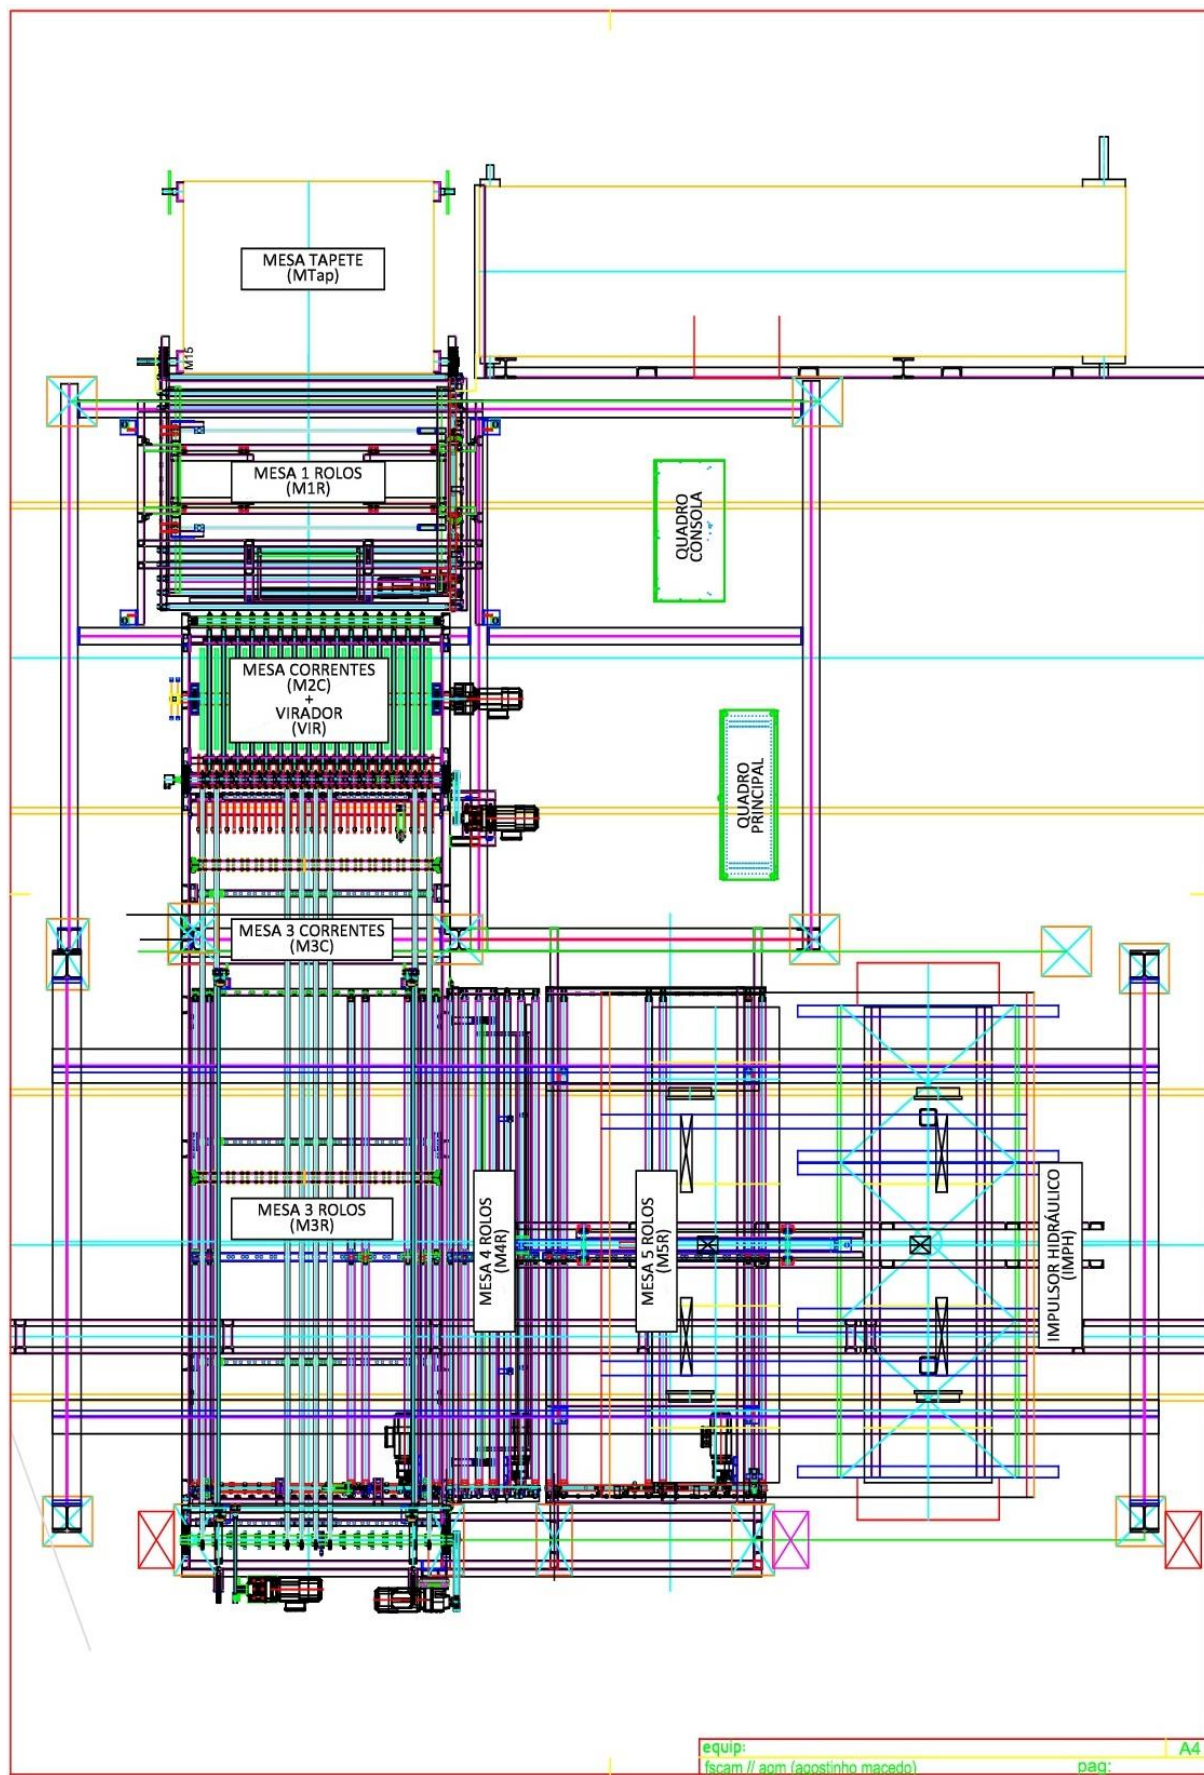 MESA TAPETE
(MTap)
M15
MESA 1 ROLOS
(M1R)
QUADRO
CONSOLA
MESA CORRENTES
(M2C)
+
VIRADOR
(VIR)
QUADRO
PRINCIPAL
MESA 3 CORRENTES
(M3C)
MESA 3 ROLOS
(M3R)
MESA 4 ROLOS
(M4R)
MESA 5 ROLOS
(M5R)
IMPULSOR HIDRÁULICO
(IMPH)
equip:
A4
fscam // agm (agostinho macedo)
pag: